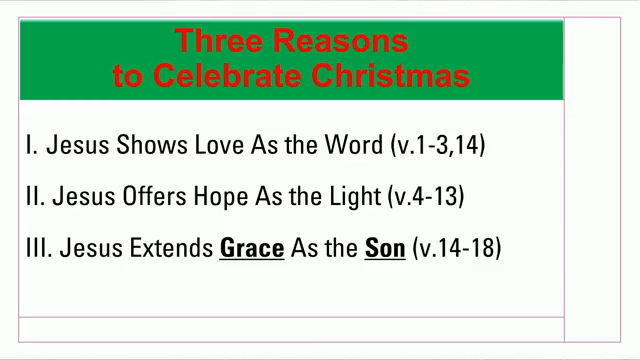 Three Reasons
to Celebrate Christmas
I. Jesus Shows Love As the Word (v.1-3,14)
II. Jesus Offers Hope As the Light (v.4-13)
III. Jesus Extends Grace As the Son (v.14-18)